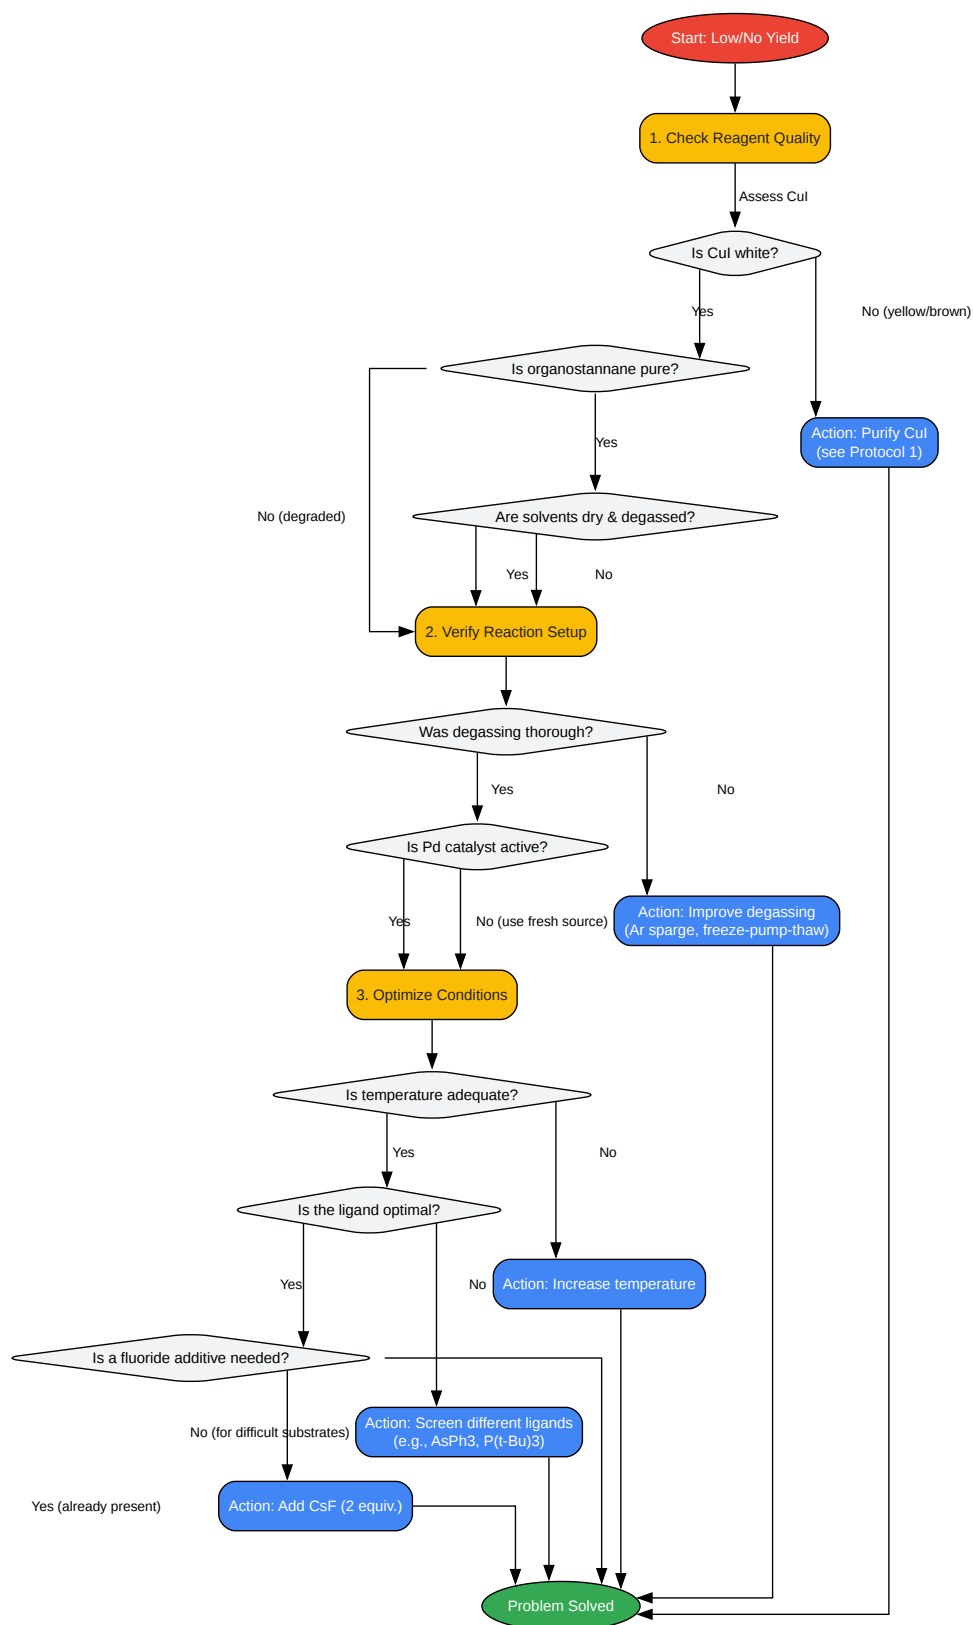 Start: Low/No Yield
1. Check Reagent Quality
Assess CuI
Is CuI white?
Yes
No (yellow/brown)
Is organostannane pure?
Action: Purify CuI
(see Protocol 1)
Yes
No (degraded)
Are solvents dry & degassed?
Yes
No
2. Verify Reaction Setup
Was degassing thorough?
Yes
No
Is Pd catalyst active?
Yes
No (use fresh source)
Action: Improve degassing
(Ar sparge, freeze-pump-thaw)
3. Optimize Conditions
Is temperature adequate?
Yes
No
Is the ligand optimal?
Yes
No
Action: Increase temperature
Is a fluoride additive needed?
No (for difficult substrates)
Action: Screen different ligands
(e.g., AsPh3, P(t-Bu)3)
Yes (already present)
Action: Add CsF (2 equiv.)
Problem Solved